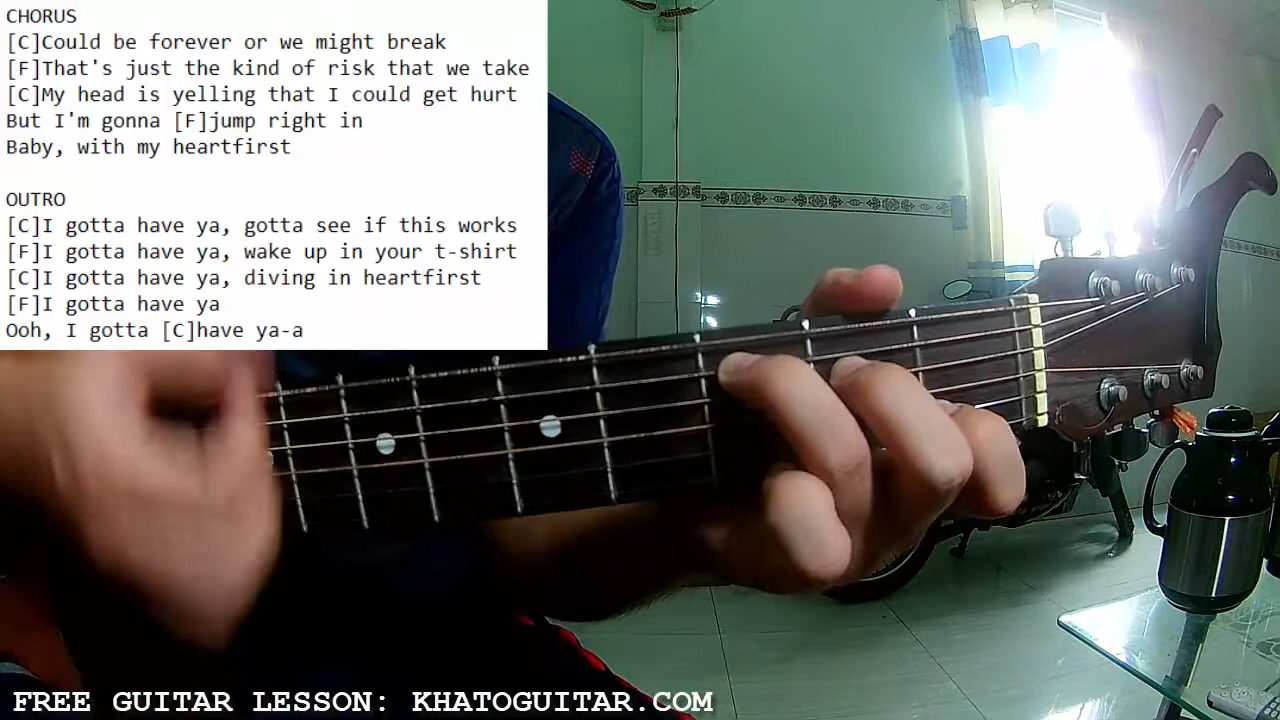 CHORUS
[C]Could be forever or we might break
[F]That's just the kind of risk that we take
[C]My head is yelling that I could get hurt
But I'm gonna [F]jump right in
Baby, with my heartfirst

OUTRO
[C]I gotta have ya, gotta see if this works
[F]I gotta have ya, wake up in your t-shirt
[C]I gotta have ya, diving in heartfirst
[F]I gotta have ya
Ooh, I gotta [C]have ya-a
FREE GUITAR LESSON: KHATOGUITAR.COM